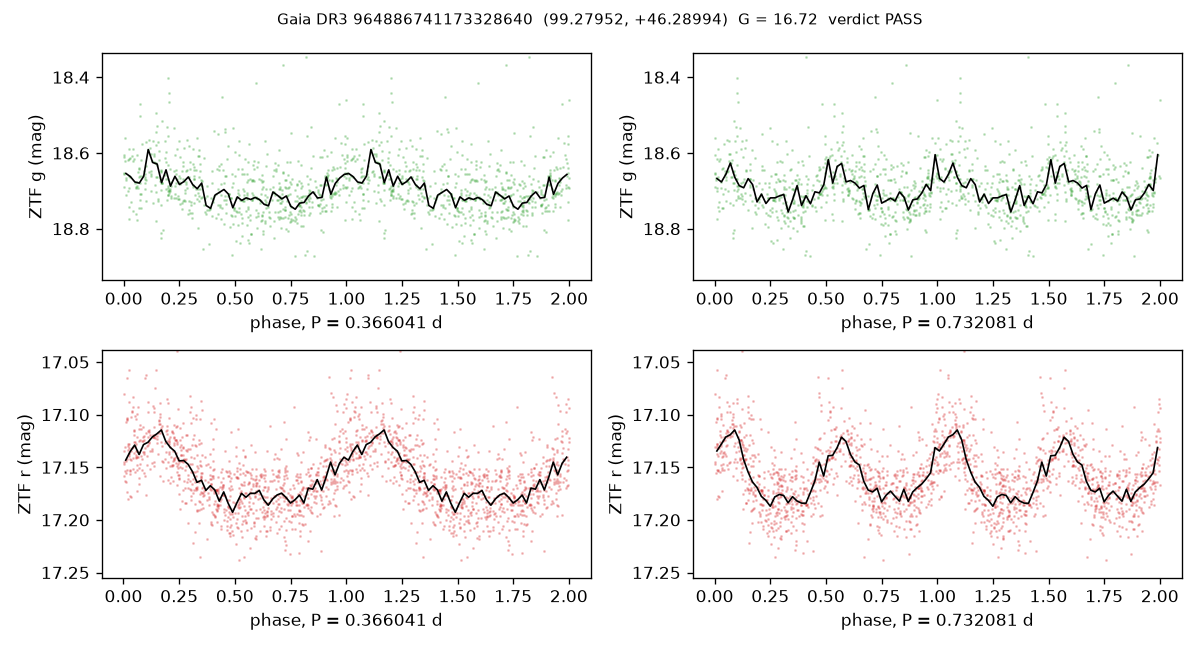 Gaia DR3 964886741173328640 (99.27952, +46.28994) G = 16.72 verdict PASS
ZTF g (mag)
18.4
18.6
18.8
0.00 0.25 0.50 0.75 1.00 1.25 1.50 1.75 2.00
phase, P = 0.366041 d
ZTF g (mag)
18.4
18.6
18.8
0.00 0.25 0.50 0.75 1.00 1.25 1.50 1.75 2.00
phase, P = 0.732081 d
ZTF r (mag)
17.05
17.10
17.15
17.20
17.25
0.00 0.25 0.50 0.75 1.00 1.25 1.50 1.75 2.00
phase, P = 0.366041 d
ZTF r (mag)
17.05
17.10
17.15
17.20
17.25
0.00 0.25 0.50 0.75 1.00 1.25 1.50 1.75 2.00
phase, P = 0.732081 d